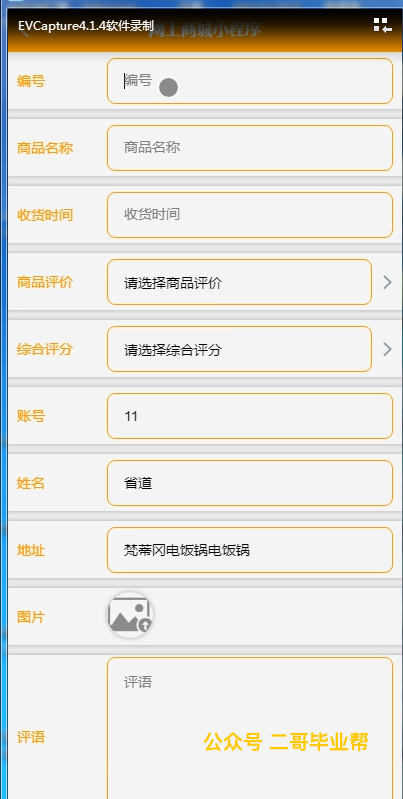 EVCapture4.1.4软件录制
网上商城小程序
编号 编号
商品名称 商品名称
收货时间 收货时间
商品评价 请选择商品评价
综合评分 请选择综合评分
账号 11
姓名 省道
地址 梵蒂冈电饭锅电饭锅
图片
评语 评语
公众号 二哥毕业帮